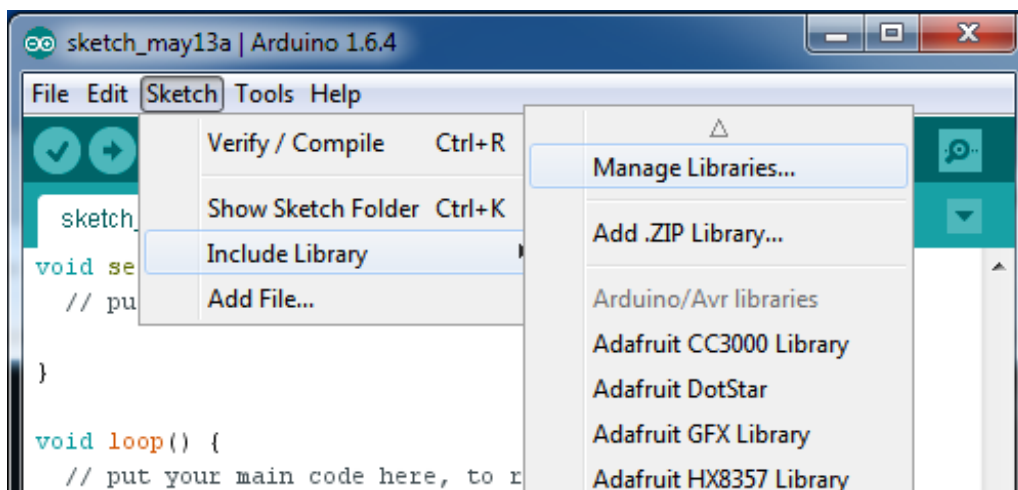 sketch_may13a | Arduino 1.6.4
File Edit Sketch Tools Help
Verify / Compile Ctrl+R
Show Sketch Folder Ctrl+K
Include Library
Add File...
Manage Libraries...
Add .ZIP Library...
Arduino/Avr libraries
Adafruit CC3000 Library
Adafruit DotStar
Adafruit GFX Library
Adafruit HX8357 Library
sketch_
void se
// pu
}
void loop() {
// put your main code here, to r